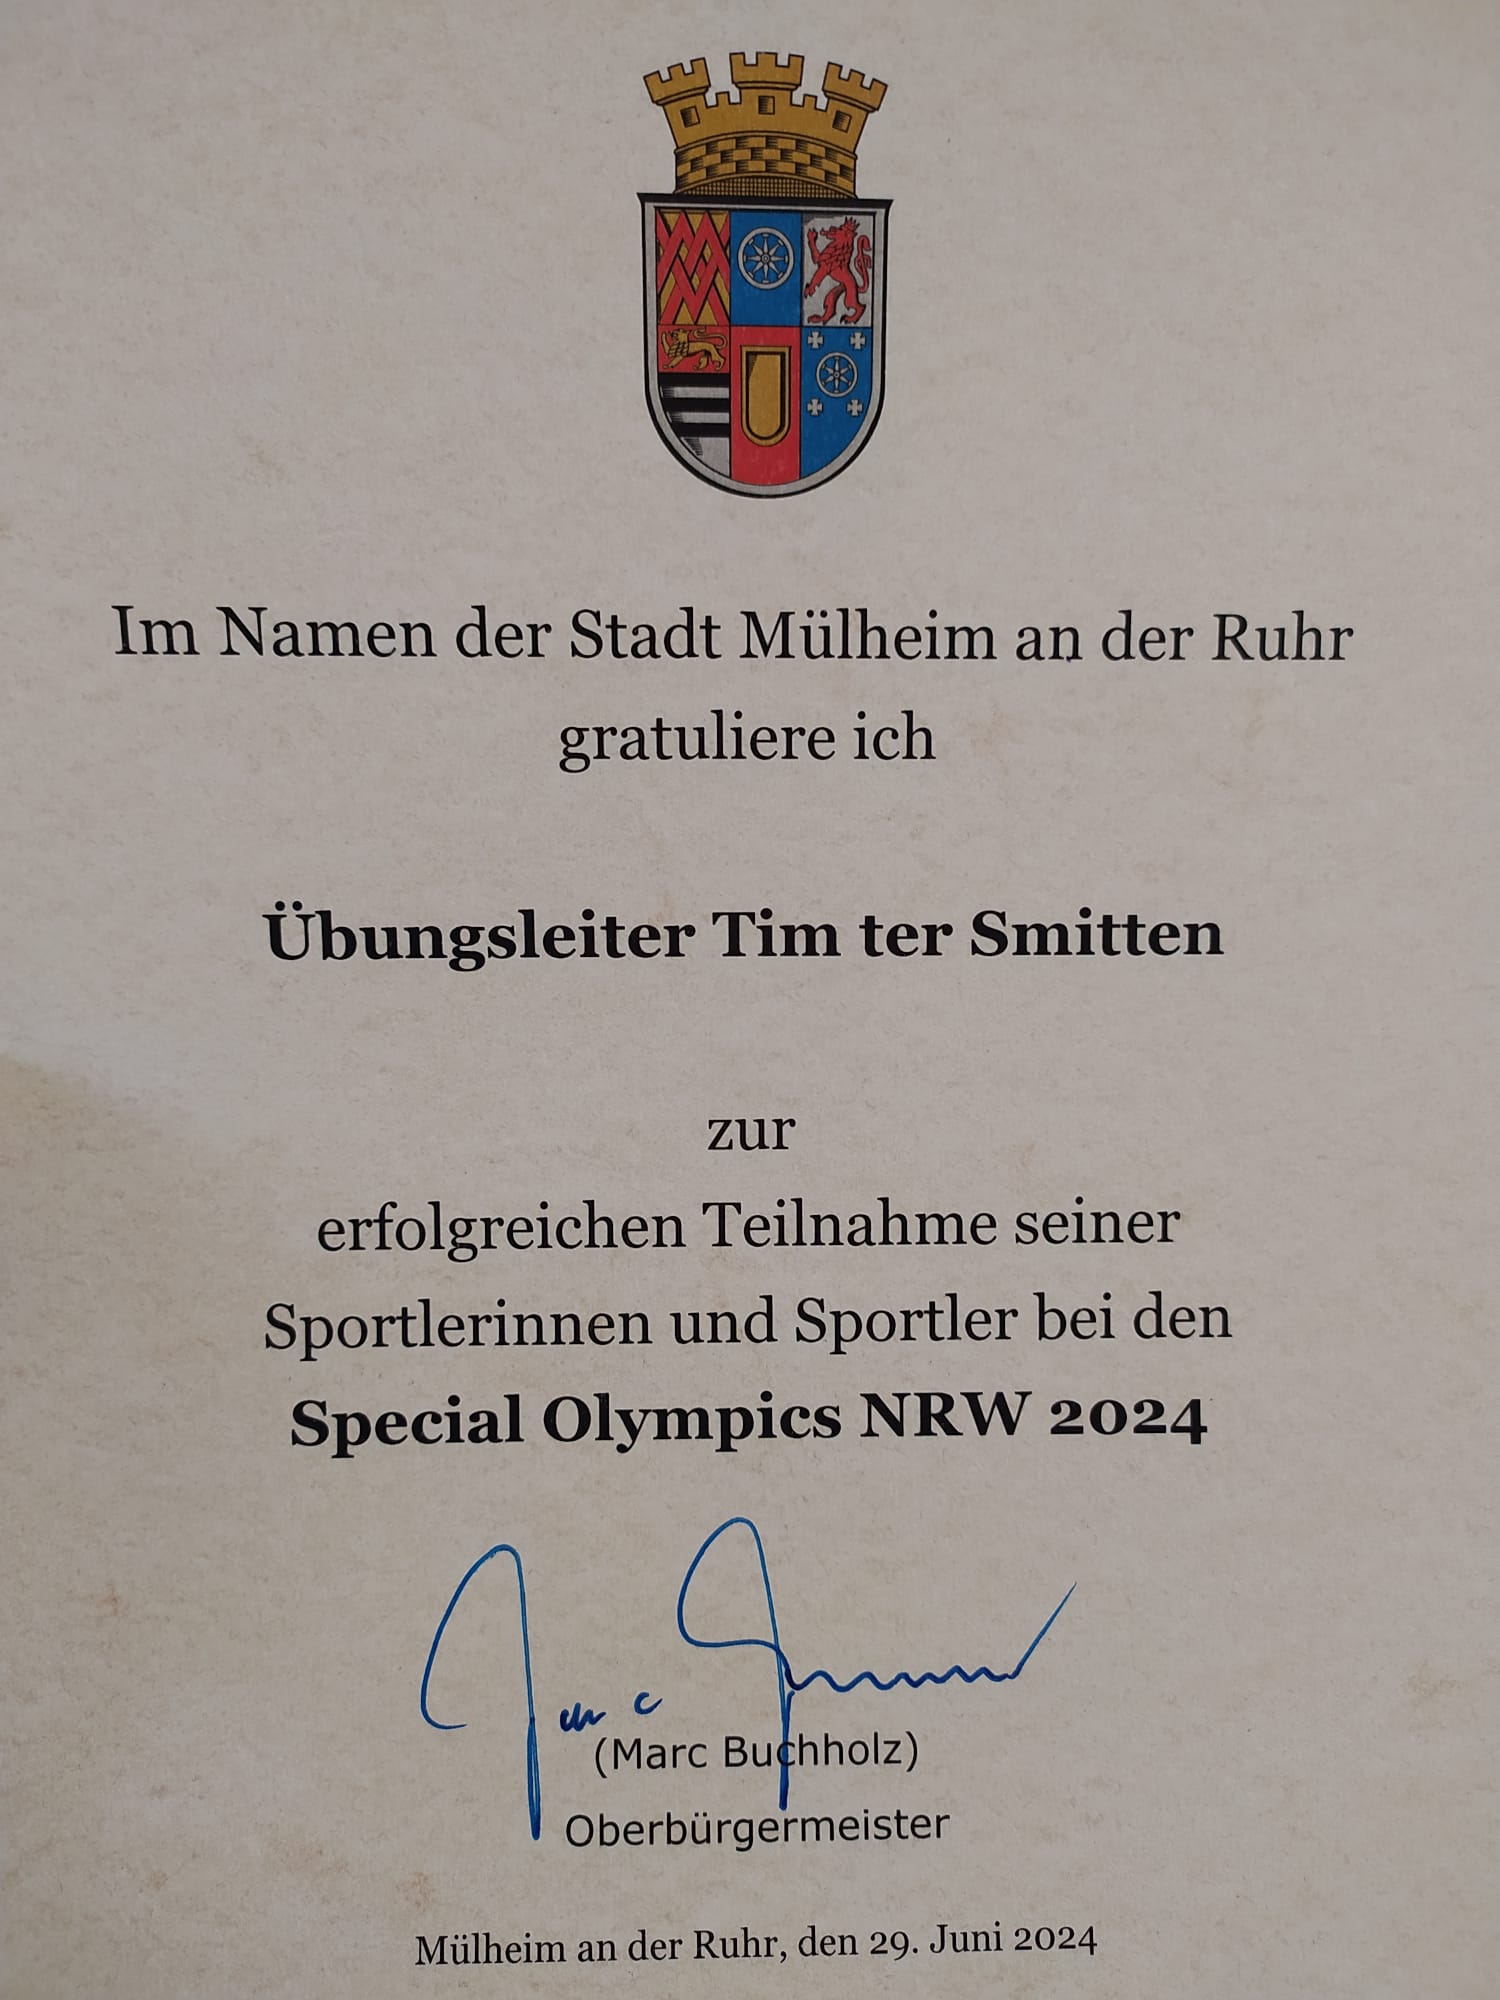 Im Namen der Stadt Mülheim an der Ruhr
gratuliere ich
Übungsleiter Tim ter Smitten
zur
erfolgreichen Teilnahme seiner
Sportlerinnen und Sportler bei den
Special Olympics NRW 2024
(Marc Buchholz)
Oberbürgermeister
Mülheim an der Ruhr, den 29. Juni 2024